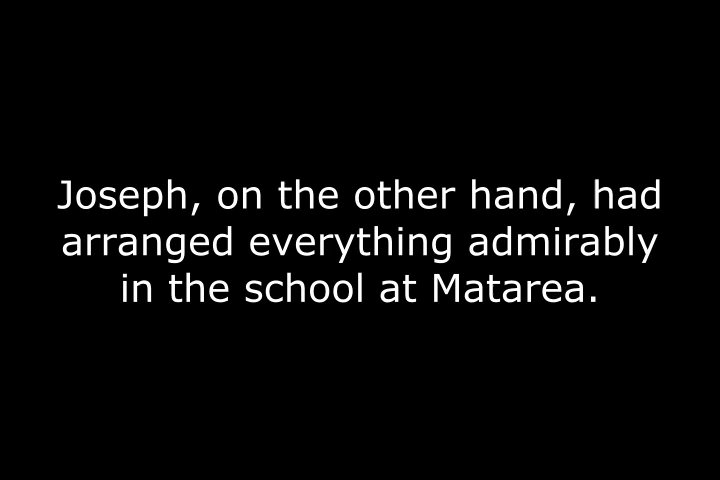 Joseph, on the other hand, had
arranged everything admirably
in the school at Matarea.